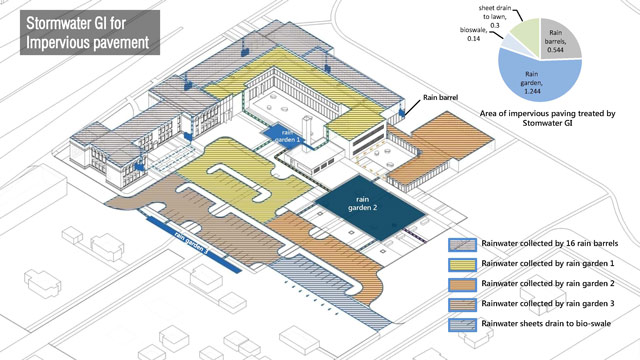 Stormwater GI for
Impervious pavement
sheet drain
to lawn,
0.3
bioswale,
0.14
Rain
barrels,
0.544
Rain
garden,
1.244
Area of impervious paving treated by
Stomwater GI
Rain barrel
rain
garden 1
rain
garden 2
rain garden 3
Rainwater collected by 16 rain barrels
Rainwater collected by rain garden 1
Rainwater collected by rain garden 2
Rainwater collected by rain garden 3
Rainwater sheets drain to bio-swale